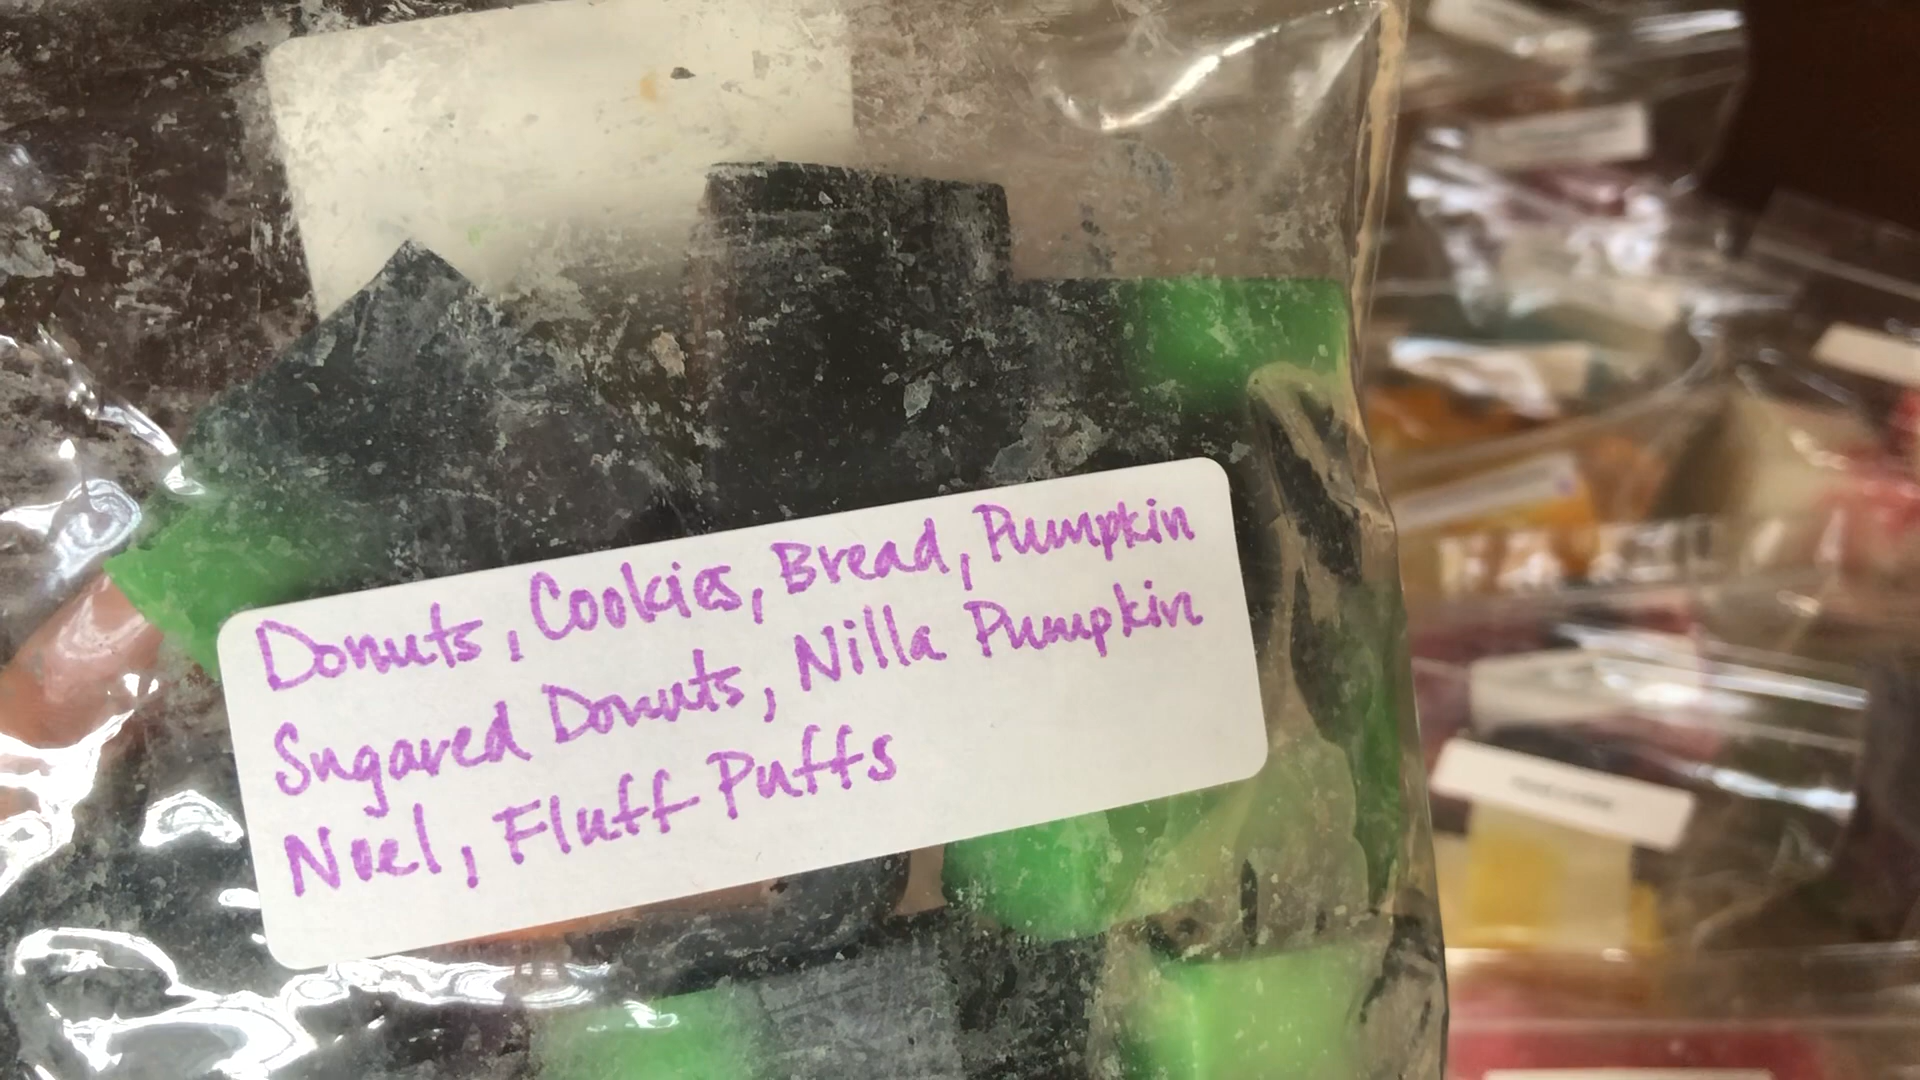 Donuts, Cookies, Bread, Pumpkin
Sugared Donuts, Nilla Pumpkin
Noel, Fluff Puffs